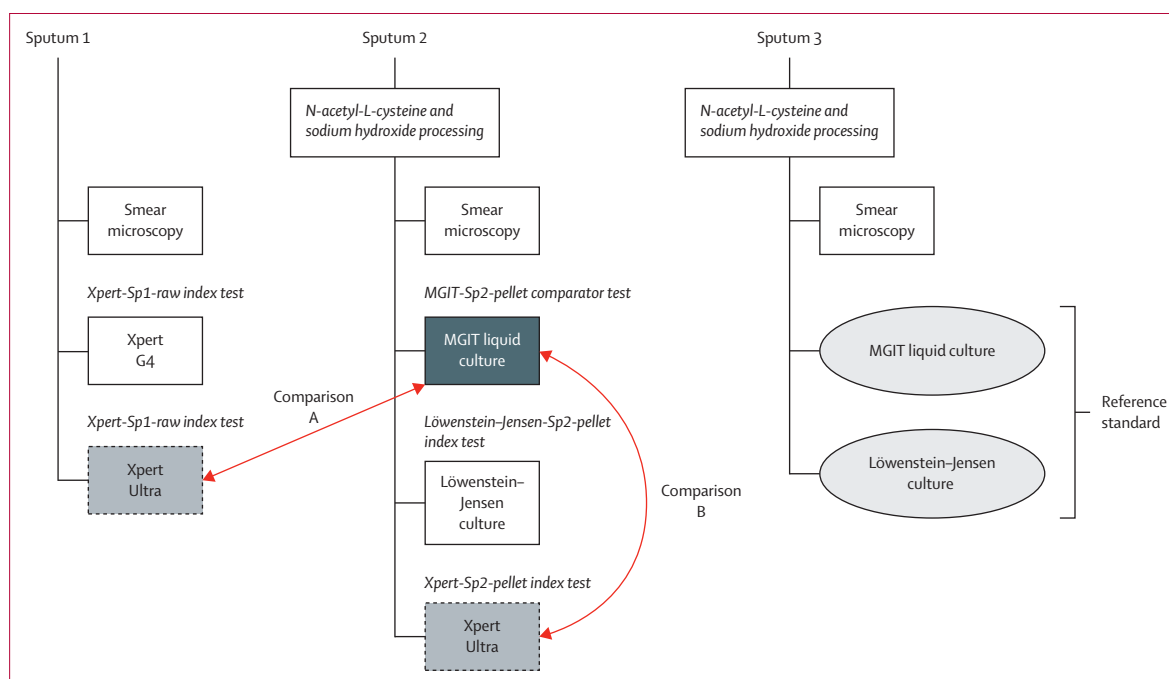 Sputum 1
Smear
microscopy
Xpert-Sp1-raw index test
Xpert
G4
Xpert-Sp1-raw index test
Xpert
Ultra
Comparison
A
Sputum 2
N-acetyl-L-cysteine and
sodium hydroxide processing
Smear
microscopy
MGIT-Sp2-pellet comparator test
MGIT liquid
culture
Löwenstein–Jensen-Sp2-pellet
index test
Löwenstein–
Jensen
culture
Xpert-Sp2-pellet index test
Xpert
Ultra
Comparison
B
Sputum 3
N-acetyl-L-cysteine and
sodium hydroxide processing
Smear
microscopy
MGIT liquid culture
Löwenstein–Jensen
culture
Reference
standard